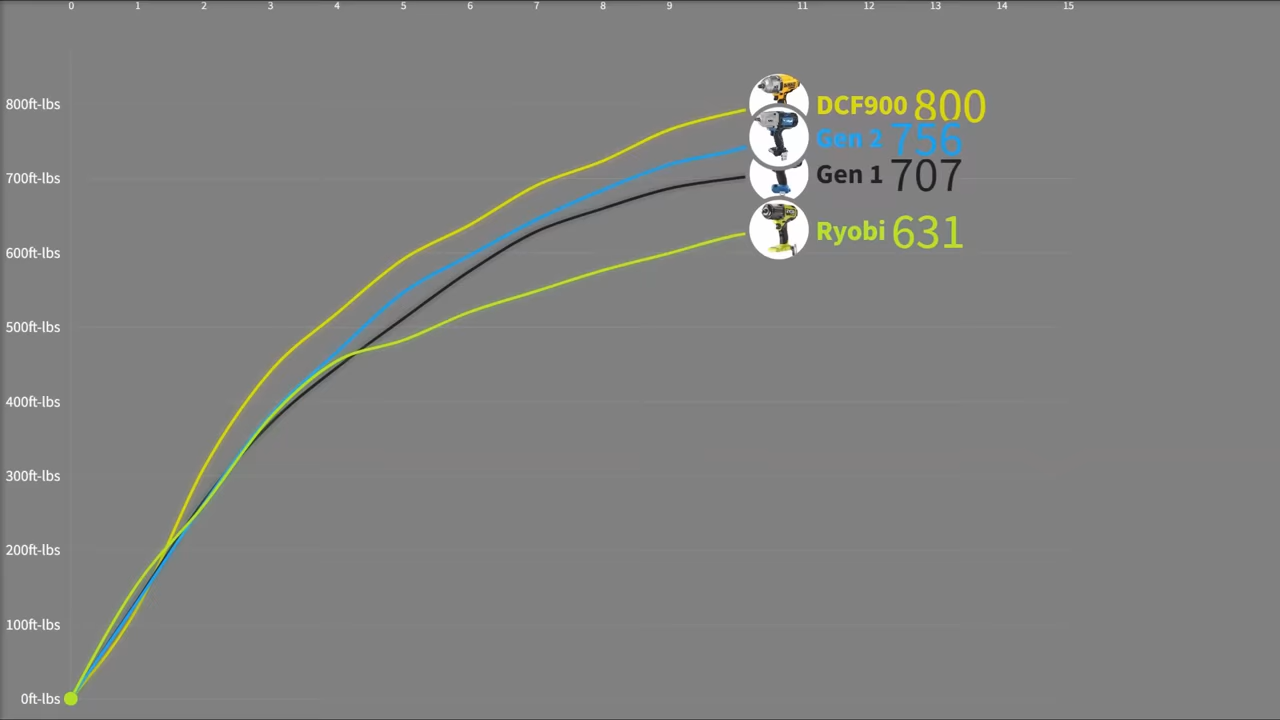 0 1 2 3 4 5 6 7 8 9 11 12 13 14 15
800ft-lbs
DCF900 800
Gen 2 756
700ft-lbs
Gen 1 707
Ryobi 631
600ft-lbs
500ft-lbs
400ft-lbs
300ft-lbs
200ft-lbs
100ft-lbs
0ft-lbs